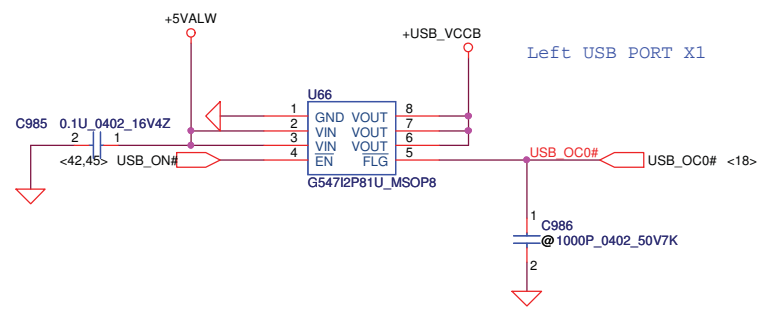 +5VALW
+USB_VCCB
Left USB PORT X1
U66
C985 0.1U_0402_16V4Z
2 1
<42,45> USB_ON#
1 GND VOUT 8
2 VIN VOUT 7
3 VIN VOUT 6
4 EN FLG 5
G547I2P81U_MSOP8
USB_OC0#
USB_OC0# <18>
1
C986
@1000P_0402_50V7K
2